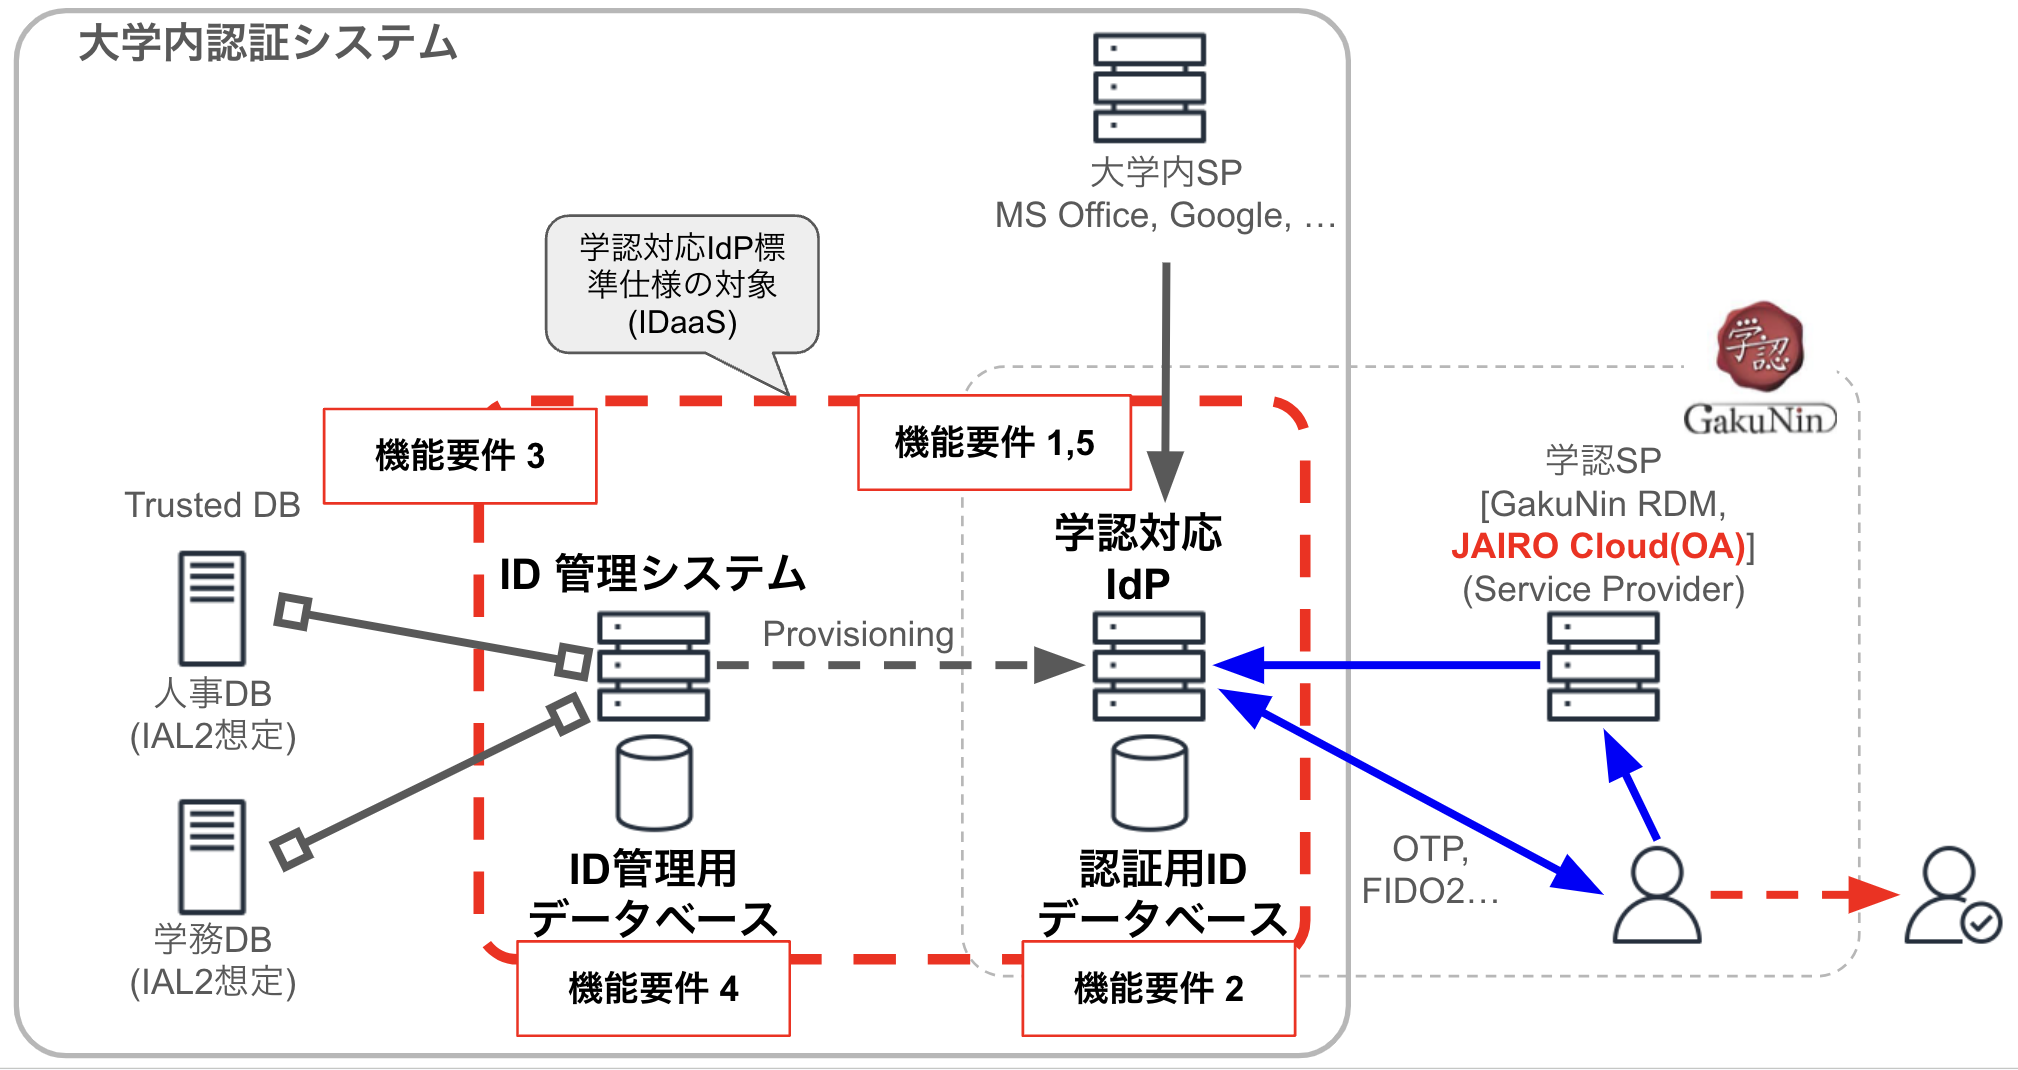 大学内認証システム
大学内SP
MS Office, Google, …
学認対応IdP標
準仕様の対象
(IDaaS)
学認
GakuNin
機能要件 3
機能要件 1,5
学認SP
[GakuNin RDM,
JAIRO Cloud(OA)]
(Service Provider)
Trusted DB
学認対応
IdP
ID 管理システム
Provisioning
人事DB
(IAL2想定)
OTP,
FIDO2…
ID管理用
データベース
認証用ID
データベース
学務DB
(IAL2想定)
機能要件 4
機能要件 2